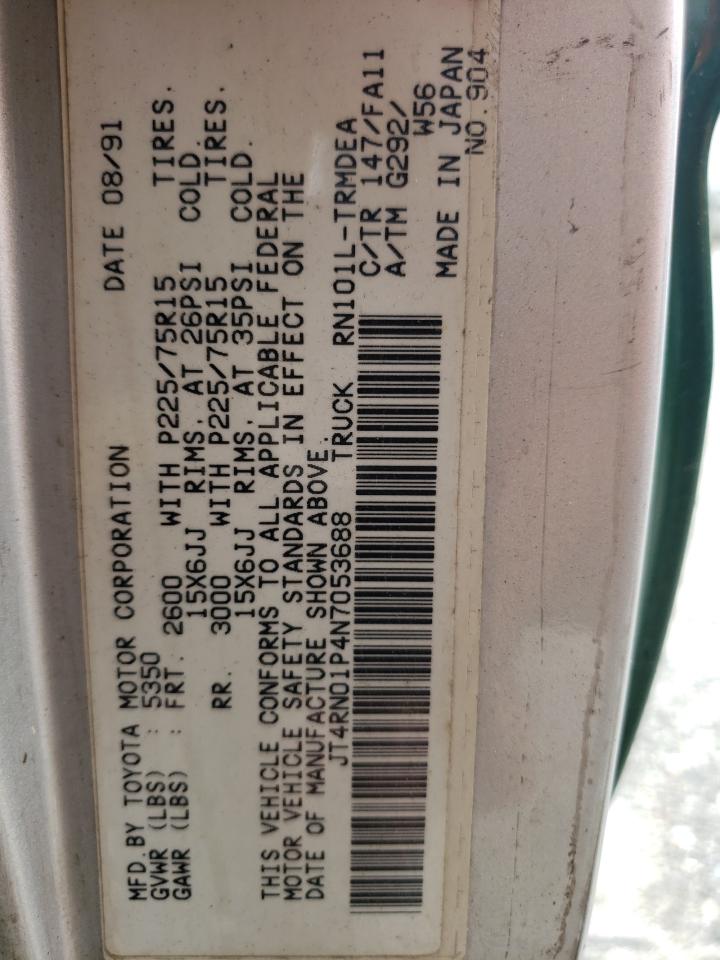 MFD. BY TOYOTA MOTOR CORPORATION DATE 08/91
GVWR (LBS) : 5350
GAWR (LBS) : FRT. 2600 WITH P225/75R15 TIRES.
15X6JJ RIMS, AT 26PSI COLD.
RR. 3000 WITH P225/75R15 TIRES.
15X6JJ RIMS, AT 35PSI COLD.
THIS VEHICLE CONFORMS TO ALL APPLICABLE FEDERAL
MOTOR VEHICLE SAFETY STANDARDS IN EFFECT ON THE
DATE OF MANUFACTURE SHOWN ABOVE.
JT4RN01P4N7053688 TRUCK RN101L-TRMDEA
C/TR 147/FA11
A/TM G292/
W56
MADE IN JAPAN
NO.904